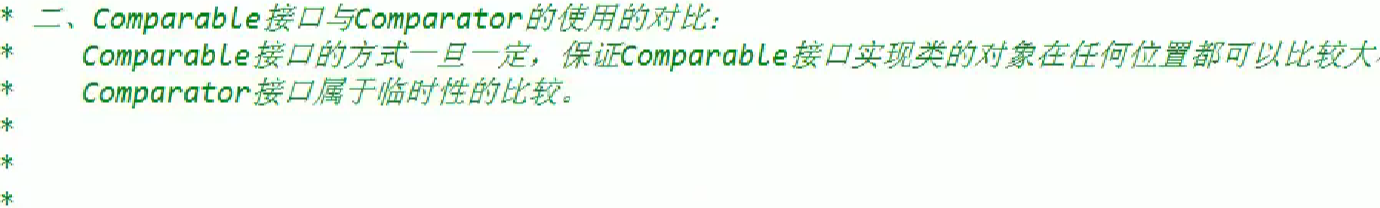 * 二、Comparable接口与Comparator的使用的对比：
* Comparable接口的方式一旦一定，保证Comparable接口实现类的对象在任何位置都可以比较大
* Comparator接口属于临时性的比较。
*
*
*